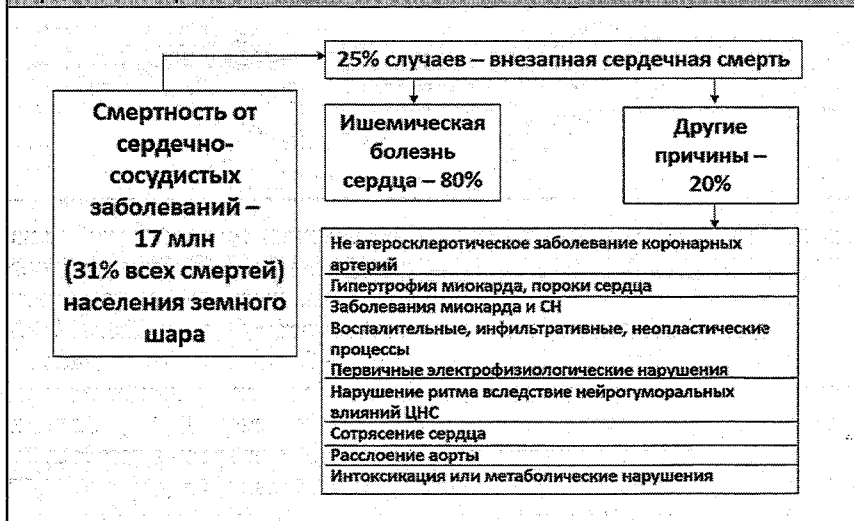 25% случаев – внезапная сердечная смерть
Смертность от
сердечно-
сосудистых
заболеваний –
17 млн
(31% всех смертей)
населения земного
шара
Ишемическая
болезнь
сердца – 80%
Другие
причины –
20%
Не атеросклеротическое заболевание коронарных
артерий
Гипертрофия миокарда, пороки сердца
Заболевания миокарда и СН
Воспалительные, инфильтративные, неопластические
процессы
Первичные электрофизиологические нарушения
Нарушение ритма вследствие нейрогуморальных
влияний ЦНС
Сотрясение сердца
Расслоение аорты
Интоксикация или метаболические нарушения